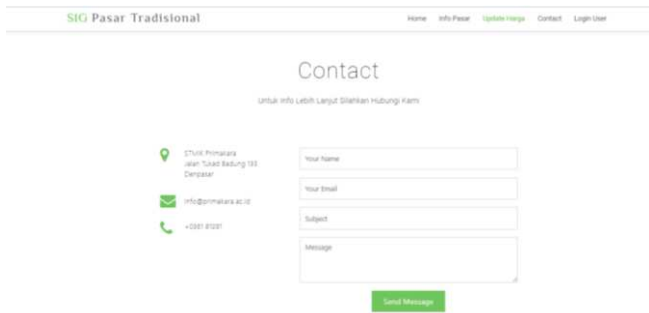 SIG Pasar Tradisional
Home Info Pasar Update Harga Contact Login User
Contact
Untuk Info Lebih Lanjut Silahkan Hubungi Kami
STMIK Primakara
Jalan Tukad Badung 135
Denpasar
info@primakara.ac.id
Your Name
Your Email
Subject
Message
Send Message